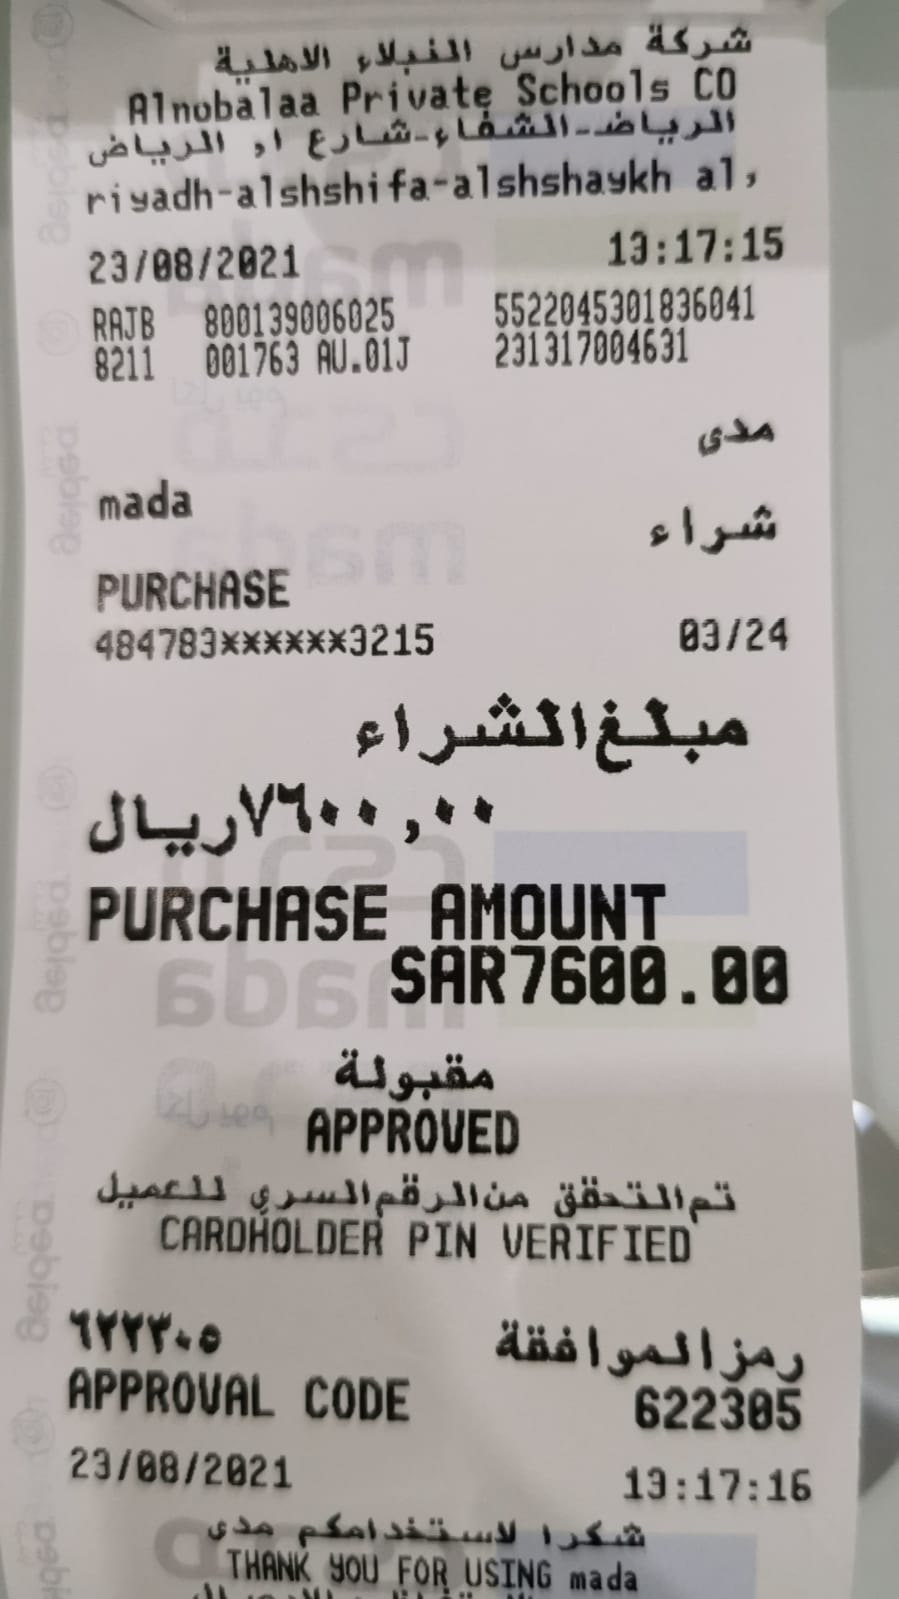 شركة مدارس النبلاء الاهلية
Alnobalaa Private Schools CO
الرياض-الشفاء-شارع ا, الرياض
riyadh-alshshifa-alshshaykh al,
23/08/2021 13:17:15
RAJB 800139006025 5522045301836041
8211 001763 AU.01J 231317004631
مدى
mada
شراء
PURCHASE
484783******3215 03/24
مبلغ الشراء
٧٦٠٠,٠٠ ريال
PURCHASE AMOUNT
SAR7600.00
مقبولة
APPROVED
تم التحقق من الرقم السري للعميل
CARDHOLDER PIN VERIFIED
رمز الموافقة ٦٢٢٣٠٥
APPROVAL CODE 622305
23/08/2021 13:17:16
شكرا لاستخدامكم مدى
THANK YOU FOR USING mada